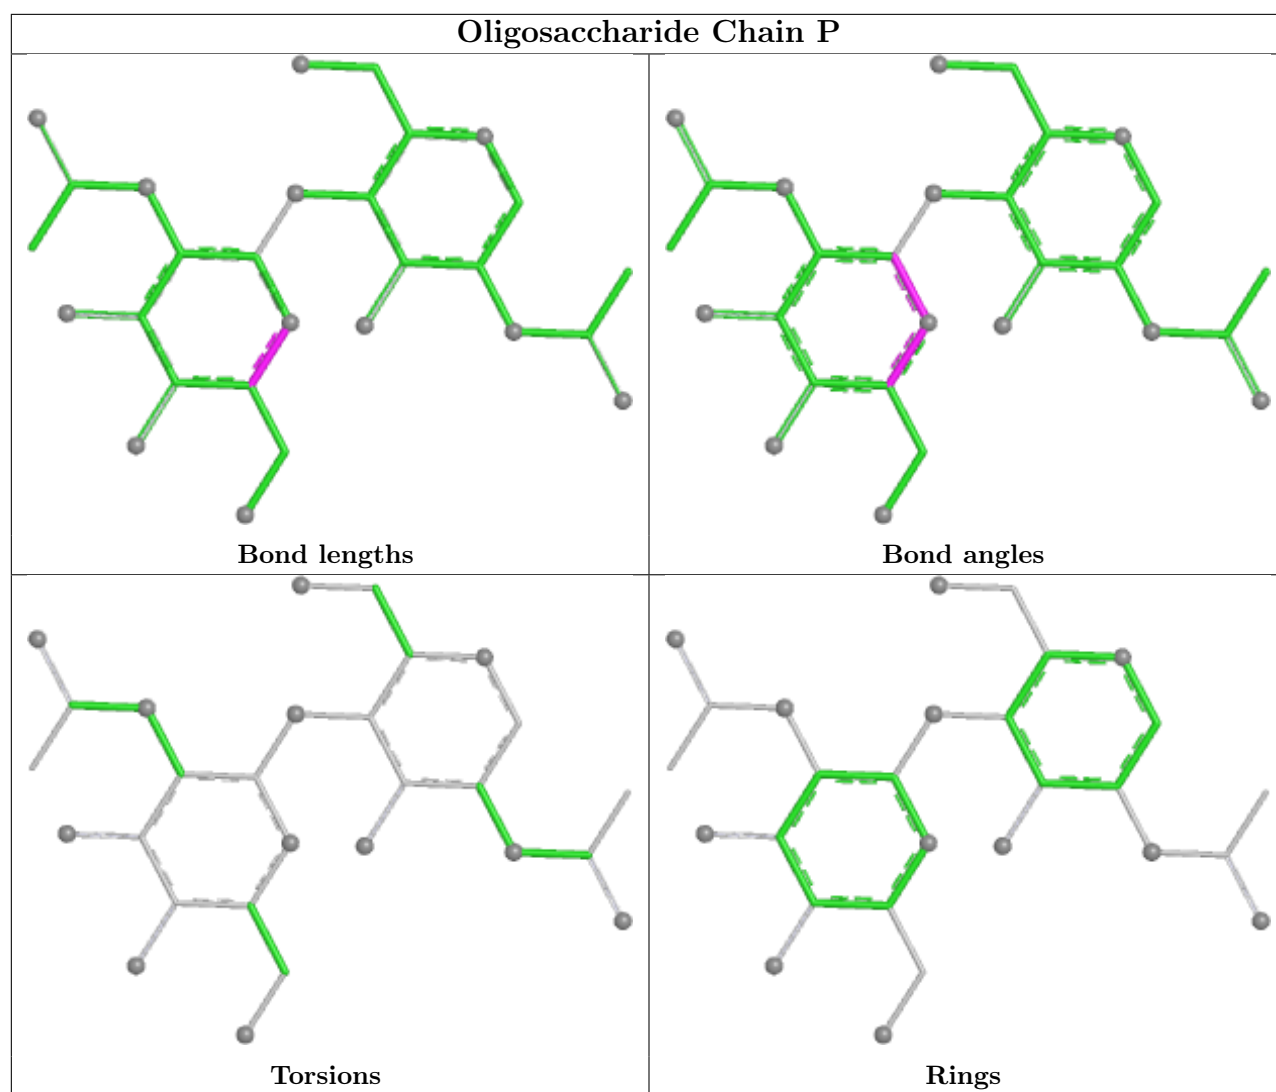 Oligosaccharide Chain P
Bond lengths
Bond angles
Torsions
Rings